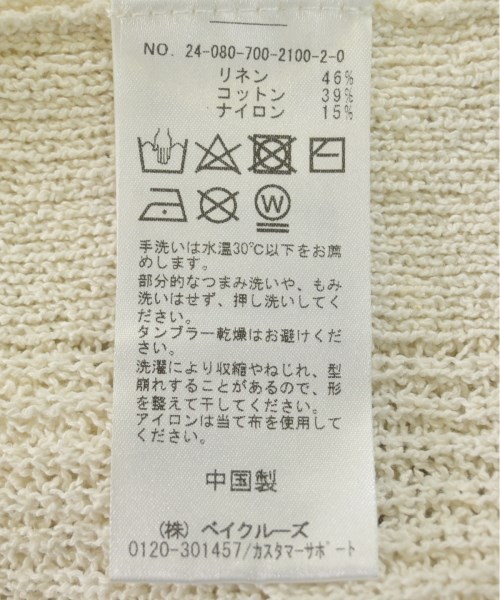 NO. 24-080-700-2100-2-0
リネン 46%
コットン 39%
ナイロン 15%
W
手洗いは水温30℃以下をお薦
めします。
部分的なつまみ洗いや、もみ
洗いはせず、押し洗いしてく
ださい。
タンブラー乾燥はお避けくだ
さい。
洗濯により収縮やねじれ、型
崩れすることがあるので、形
を整えて干してください。
アイロンは当て布を使用して
ください。
中国製
(株) ベイクルーズ
0120-301457/カスタマーサポート